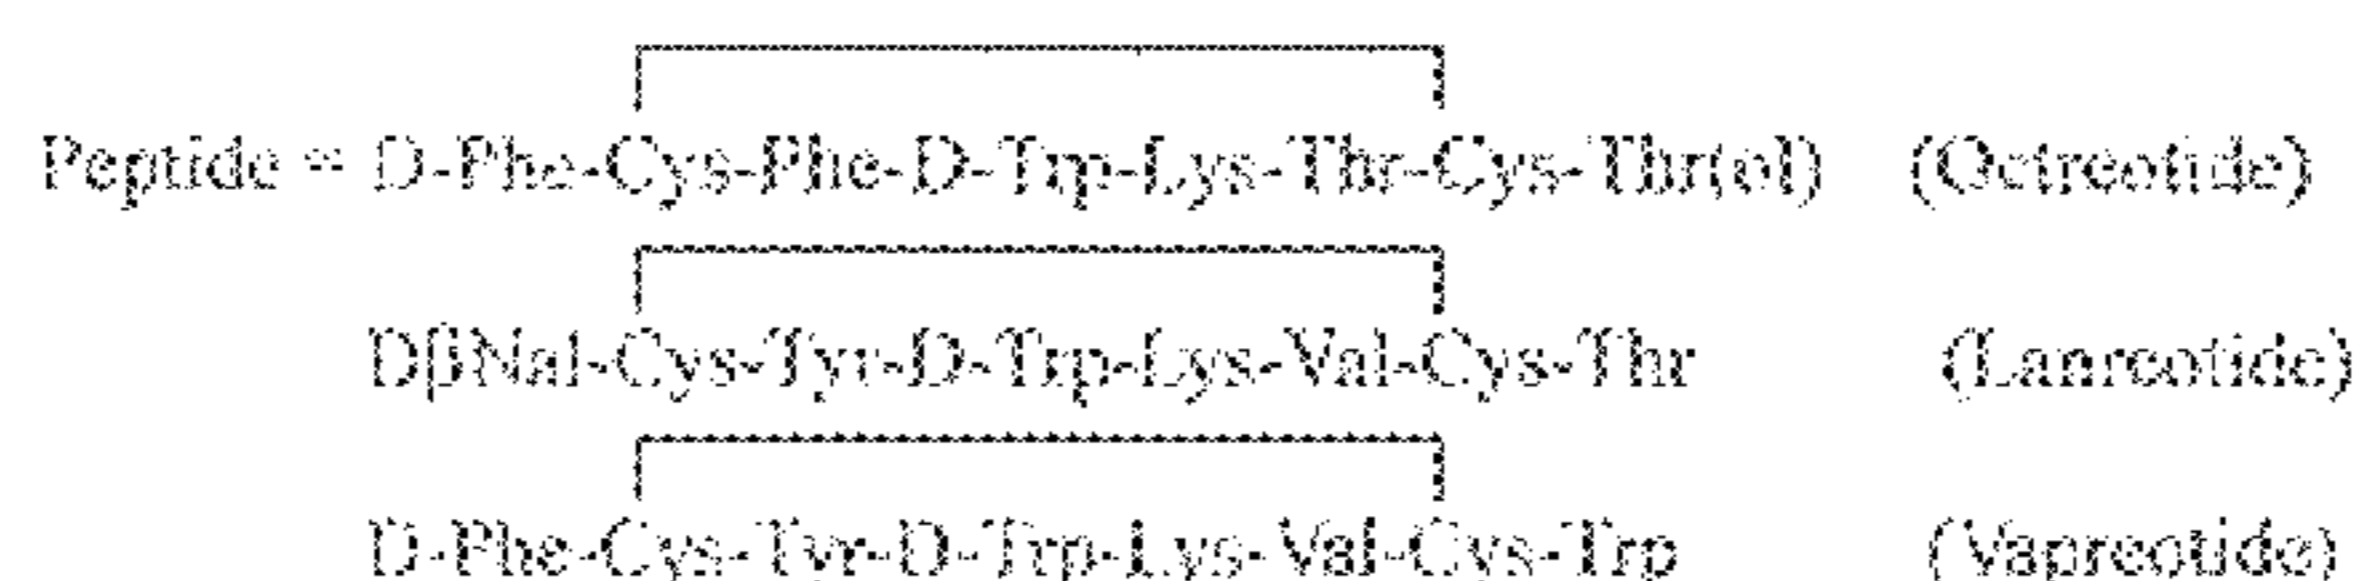 Peptide = D-Phe-Cys-Phe-D-Trp-Lys-Thr-Cys-Thr(ol) (Octreotide)
DβNal-Cys-Tyr-D-Trp-Lys-Val-Cys-Thr (Lanreotide)
D-Phe-Cys-Tyr-D-Trp-Lys-Val-Cys-Trp (Vapreotide)